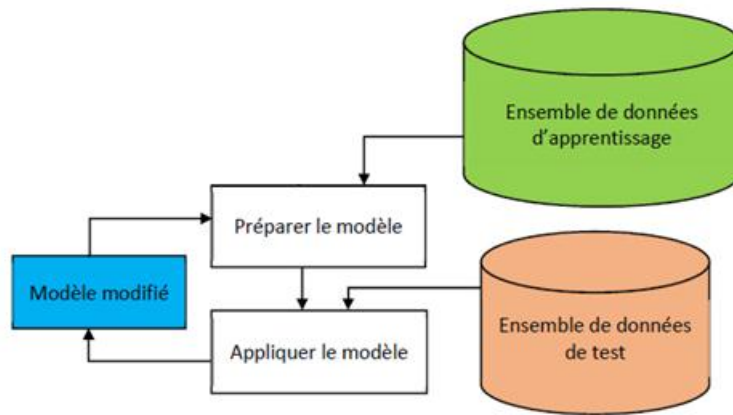 Ensemble de données
d’apprentissage
Préparer le modèle
Modèle modifié
Ensemble de données
de test
Appliquer le modèle